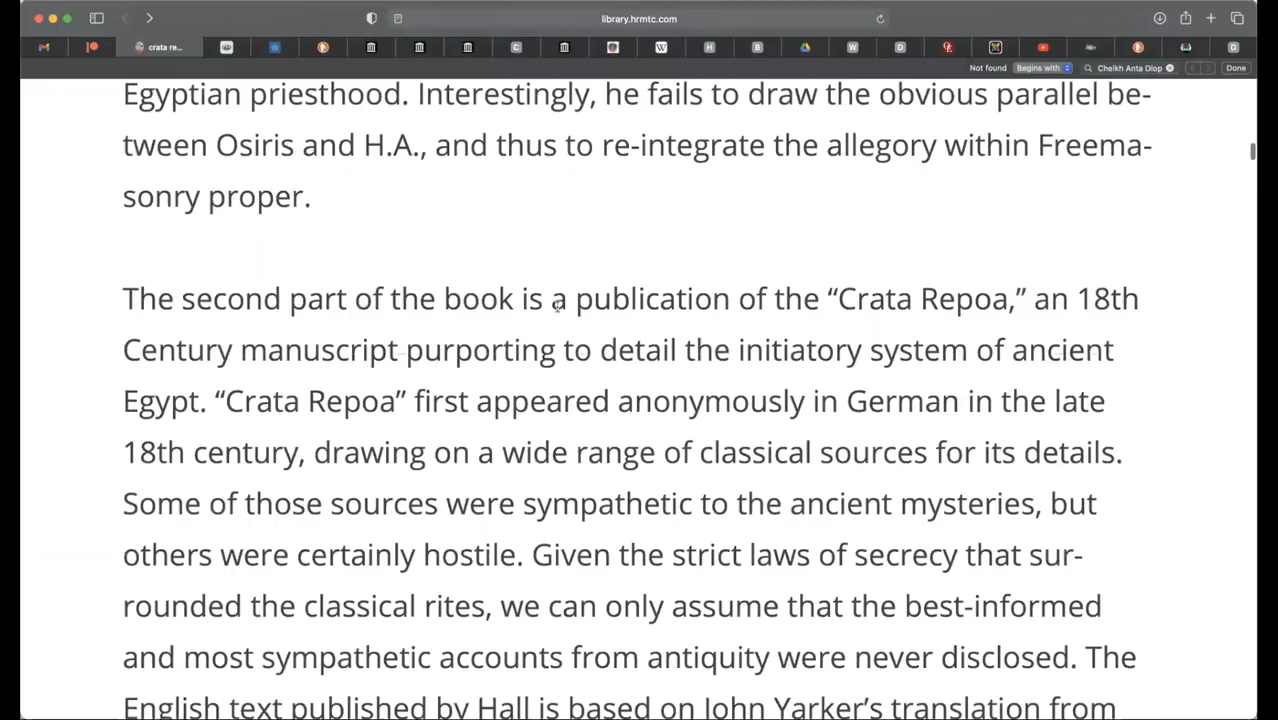 library.hrmtc.com
crata re...
Not found Begins with Cheikh Anta Diop Done
Egyptian priesthood. Interestingly, he fails to draw the obvious parallel be-
tween Osiris and H.A., and thus to re-integrate the allegory within Freema-
sonry proper.
The second part of the book is a publication of the “Crata Repoa,” an 18th
Century manuscript purporting to detail the initiatory system of ancient
Egypt. “Crata Repoa” first appeared anonymously in German in the late
18th century, drawing on a wide range of classical sources for its details.
Some of those sources were sympathetic to the ancient mysteries, but
others were certainly hostile. Given the strict laws of secrecy that sur-
rounded the classical rites, we can only assume that the best-informed
and most sympathetic accounts from antiquity were never disclosed. The
English text published by Hall is based on John Yarker’s translation from